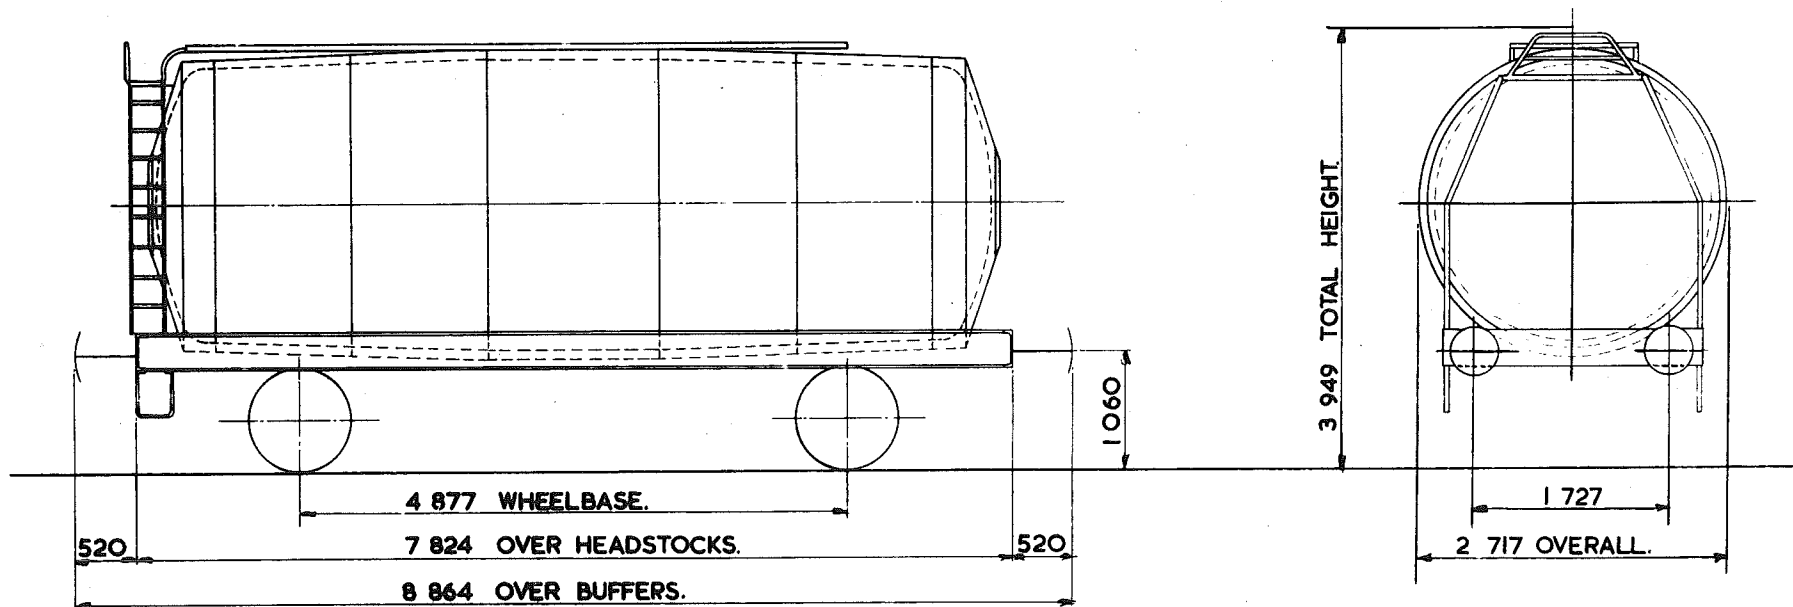 1 060
4 877 WHEELBASE.
520
7 824 OVER HEADSTOCKS.
520
8 864 OVER BUFFERS.
3 949 TOTAL HEIGHT.
1 727
2 717 OVERALL.